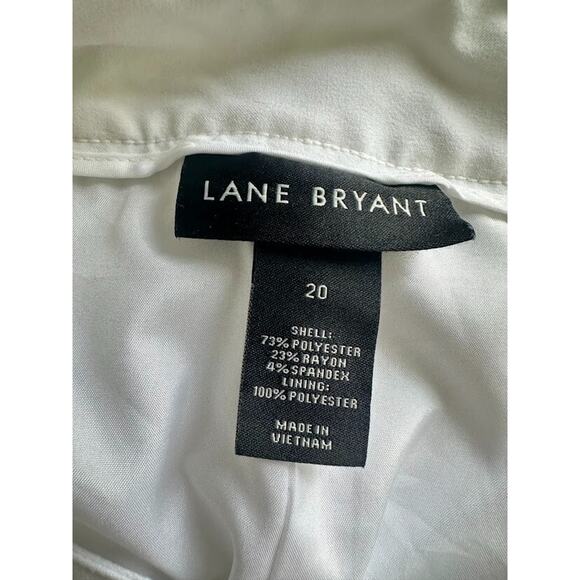 LANE BRYANT
20
SHELL:
73% POLYESTER
23% RAYON
4% SPANDEX
LINING:
100% POLYESTER
MADE IN
VIETNAM